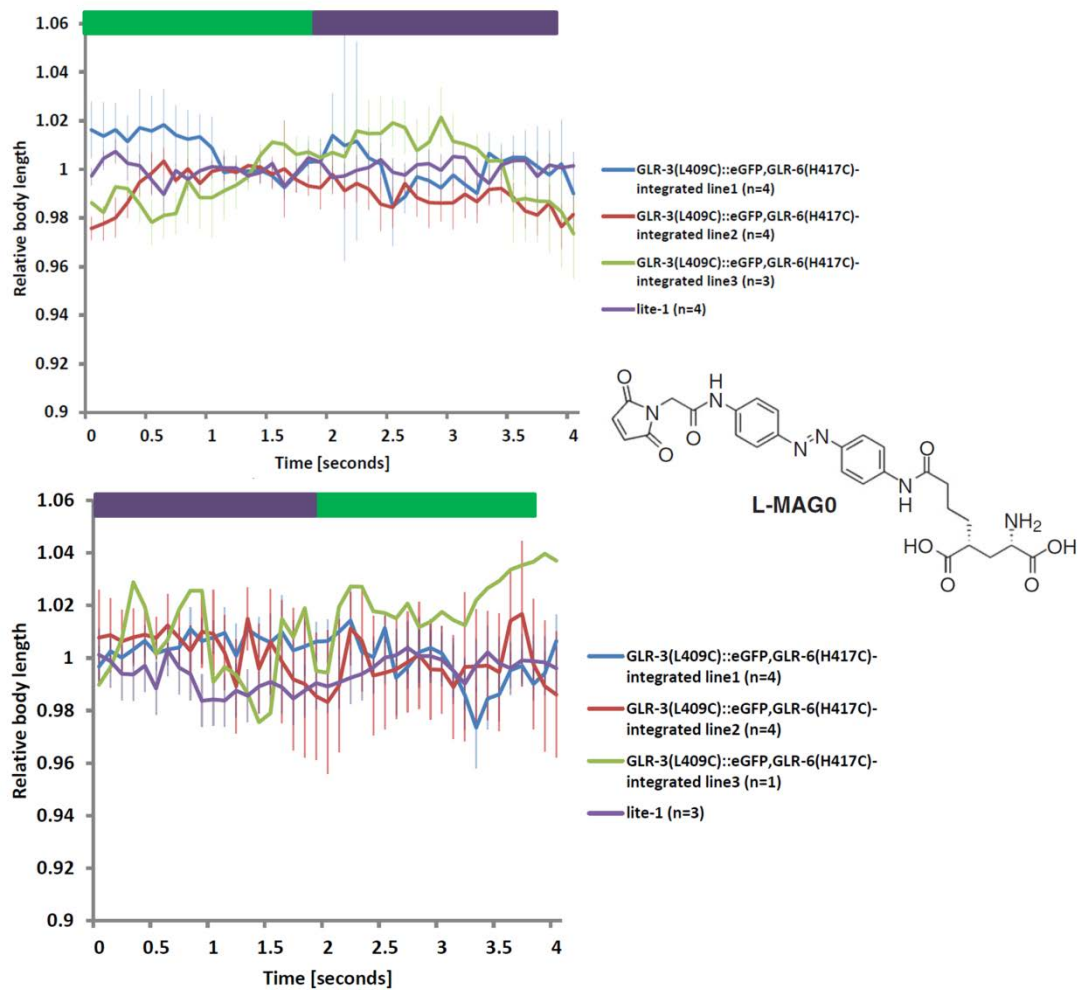 1.06
1.04
1.02
1
0.98
0.96
0.94
0.92
0.9
Relative body length
0 0.5 1 1.5 2 2.5 3 3.5 4
Time [seconds]
GLR-3(L409C)::eGFP,GLR-6(H417C)-
integrated line1 (n=4)
GLR-3(L409C)::eGFP,GLR-6(H417C)-
integrated line2 (n=4)
GLR-3(L409C)::eGFP,GLR-6(H417C)-
integrated line3 (n=3)
lite-1 (n=4)
O
N
O
O
H
N
N
N
N
H
O
L-MAG0
HO
O
NH2
OH
O
1.06
1.04
1.02
1
0.98
0.96
0.94
0.92
0.9
Relative body length
0 0.5 1 1.5 2 2.5 3 3.5 4
Time [seconds]
GLR-3(L409C)::eGFP,GLR-6(H417C)-
integrated line1 (n=4)
GLR-3(L409C)::eGFP,GLR-6(H417C)-
integrated line2 (n=4)
GLR-3(L409C)::eGFP,GLR-6(H417C)-
integrated line3 (n=1)
lite-1 (n=3)